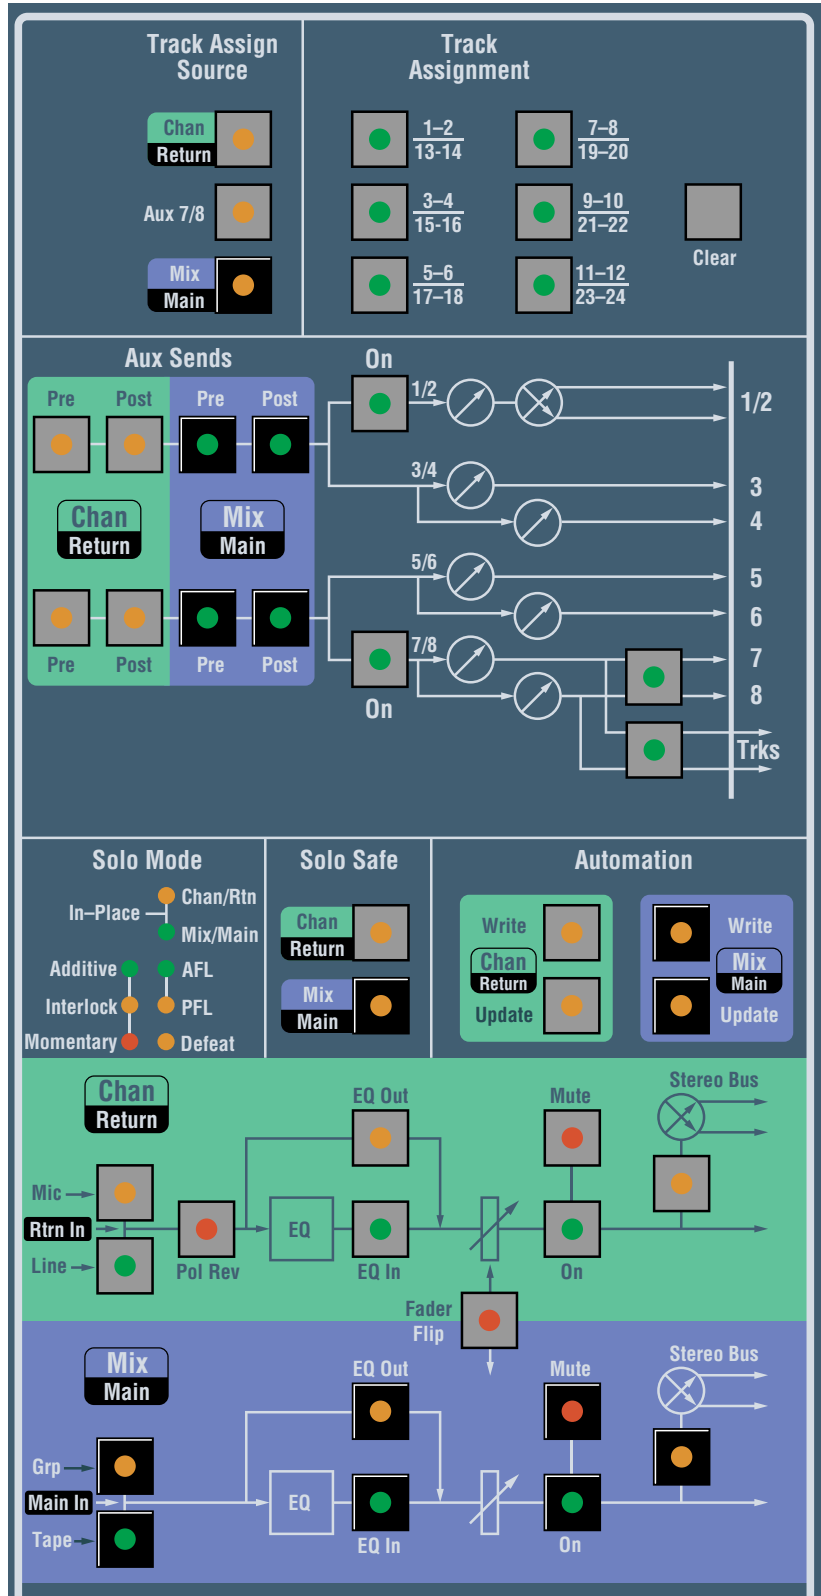 Track Assign
Source
Track
Assignment
Chan
Return
1–2
13-14
7–8
19–20
Aux 7/8
3–4
15-16
9–10
21–22
Clear
Mix
Main
5–6
17–18
11–12
23–24
Aux Sends
On
Pre
Post
Pre
Post
1/2
1/2
Chan
Return
Mix
Main
3/4
3
4
5/6
5
6
Pre
Post
Pre
Post
7/8
7
8
On
Trks
Solo Mode
In–Place
Chan/Rtn
Mix/Main
Additive
AFL
Interlock
PFL
Momentary
Defeat
Solo Safe
Chan
Return
Mix
Main
Automation
Write
Chan
Return
Update
Write
Mix
Main
Update
Chan
Return
EQ Out
Mute
Stereo Bus
Mic
Rtrn In
Line
Pol Rev
EQ
EQ In
On
Fader
Flip
Mix
Main
EQ Out
Mute
Stereo Bus
Grp
Main In
Tape
EQ
EQ In
On